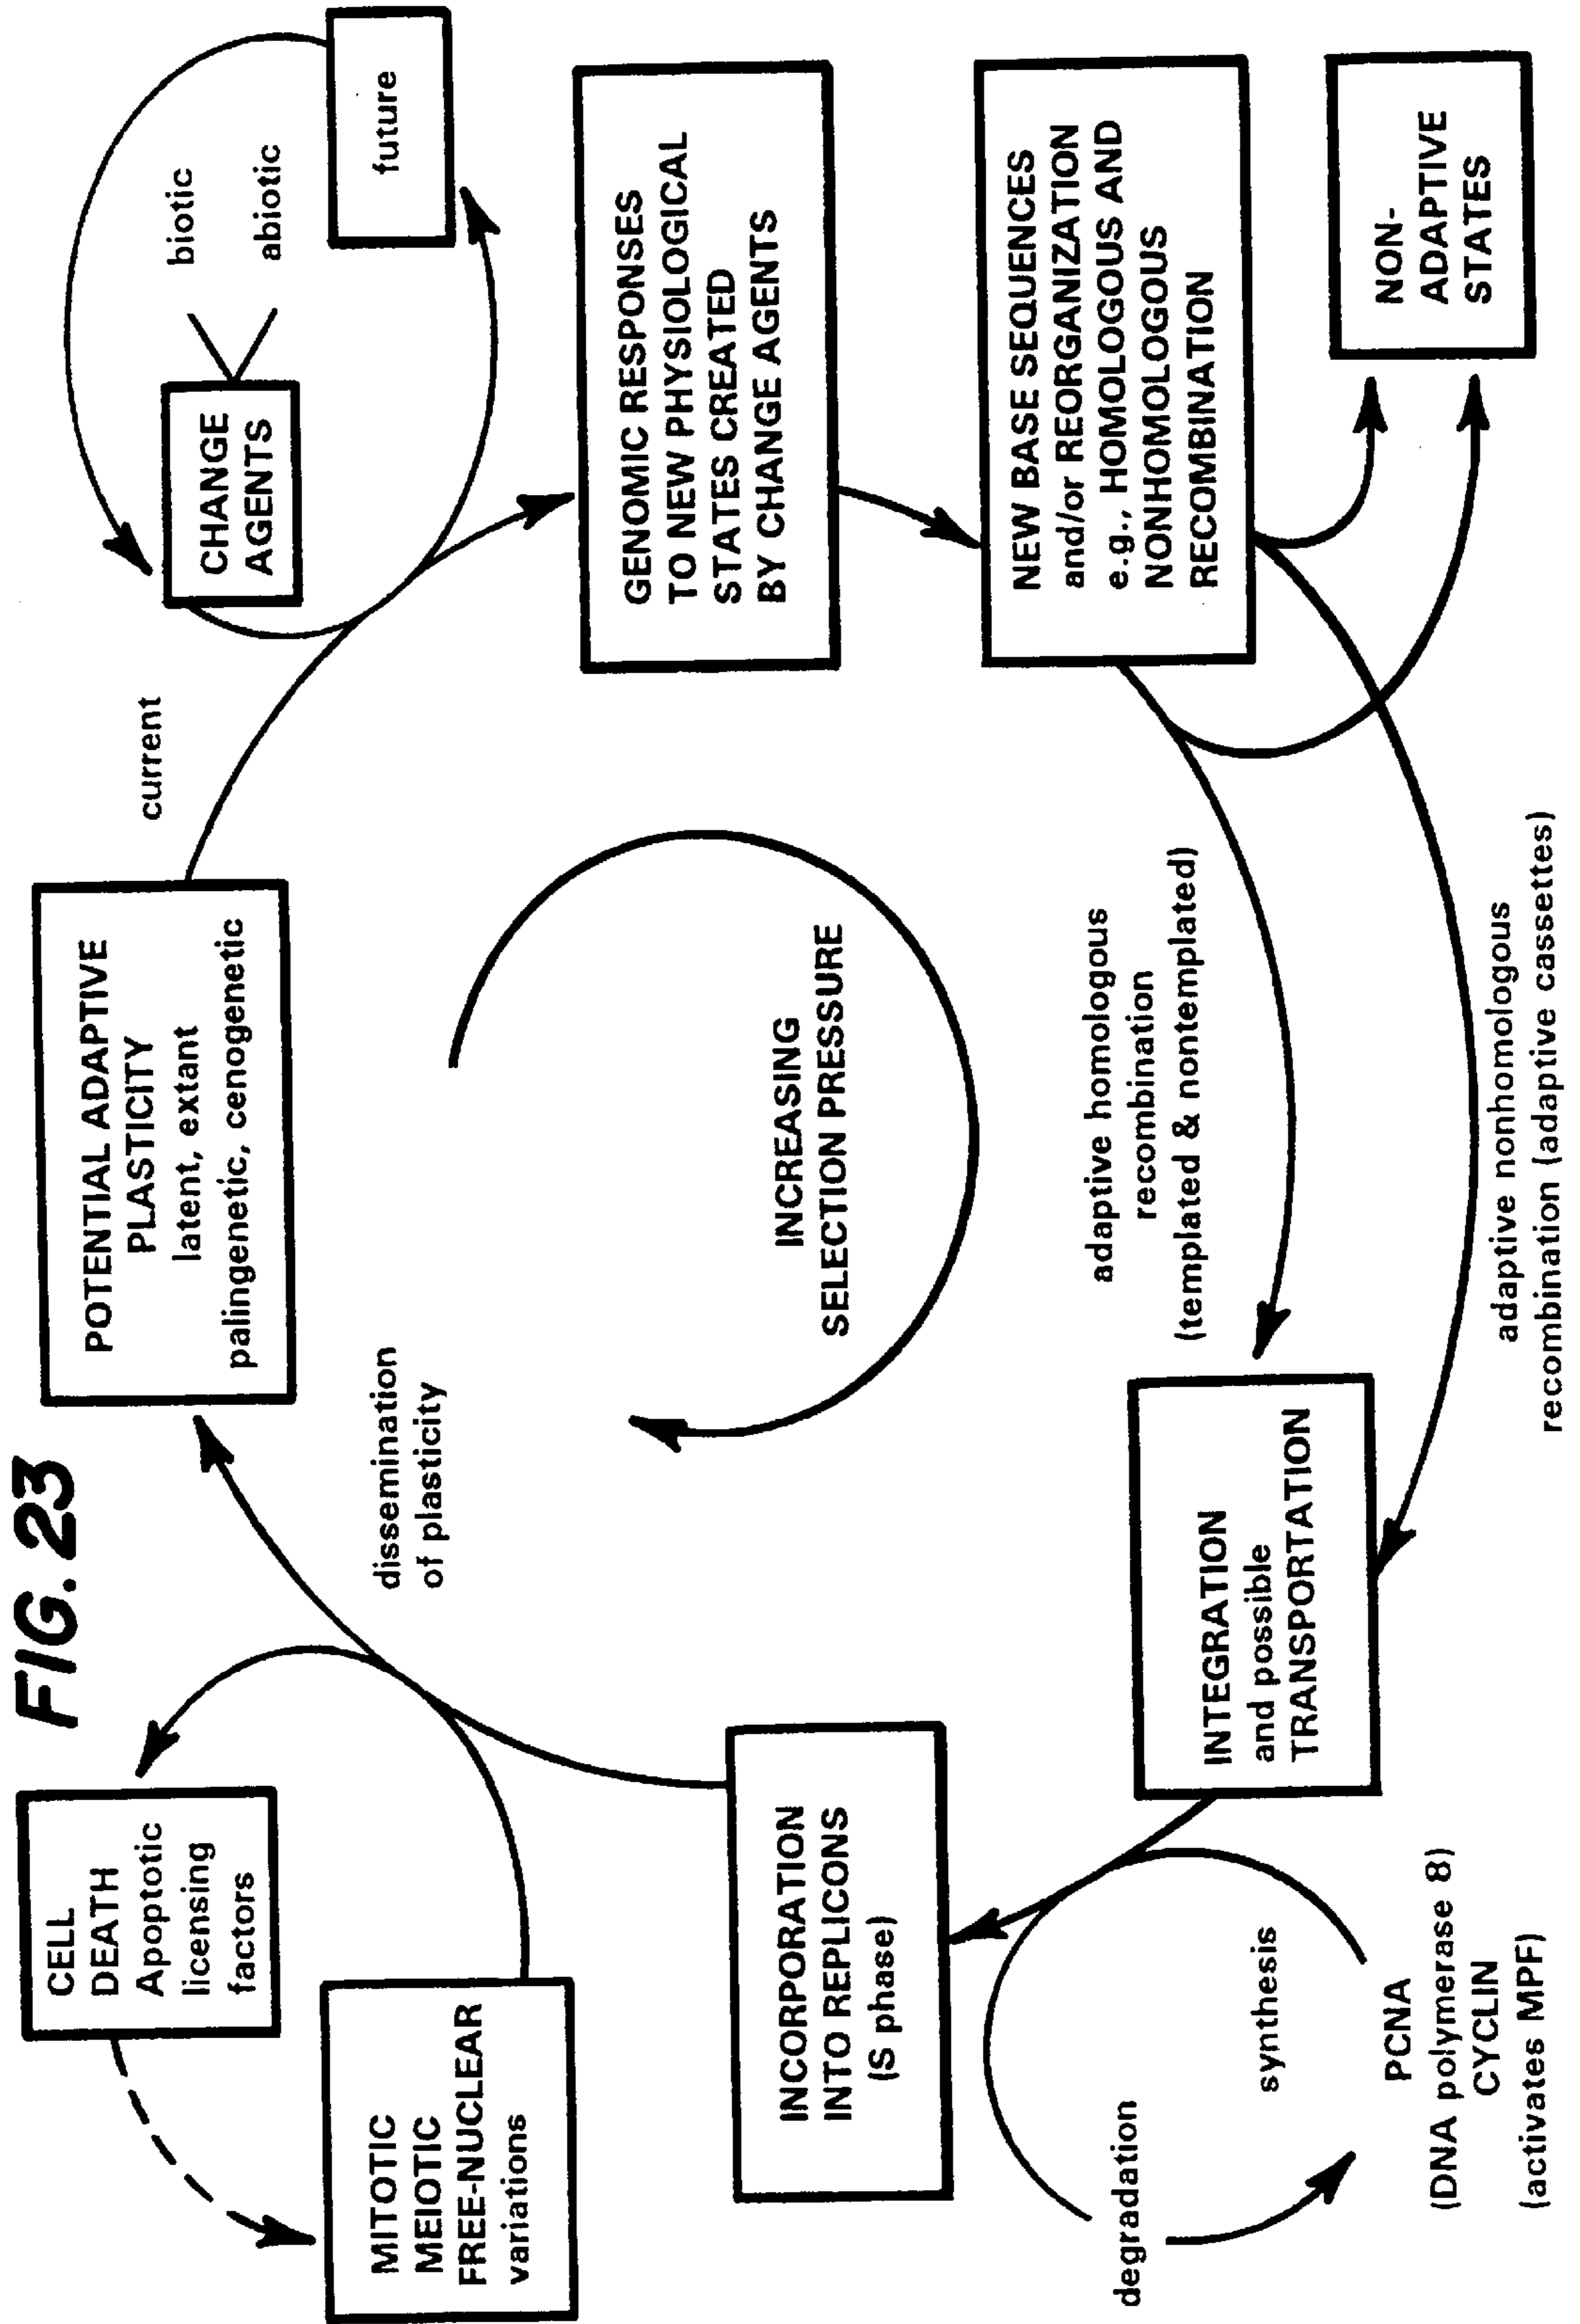 FIG. 23
CELL
DEATH
Apoptotic
licensing
factors
POTENTIAL ADAPTIVE
PLASTICITY
latent, extant
palingenetic, cenogenetic
current
CHANGE
AGENTS
biotic
abiotic
future
MITOTIC
MEIOTIC
FREE-NUCLEAR
variations
dissemination
of plasticity
GENOMIC RESPONSES
TO NEW PHYSIOLOGICAL
STATES CREATED
BY CHANGE AGENTS
INCORPORATION
INTO REPLICONS
(S phase)
INCREASING
SELECTION PRESSURE
NEW BASE SEQUENCES
and/or REORGANIZATION
e.g., HOMOLOGOUS AND
NONHOMOLOGOUS
RECOMBINATION
degradation
synthesis
INTEGRATION
and possible
TRANSPORTATION
adaptive homologous
recombination
(templated & nontemplated)
PCNA
(DNA polymerase 8)
CYCLIN
(activates MPF)
adaptive nonhomologous
recombination (adaptive cassettes)
NON-
ADAPTIVE
STATES